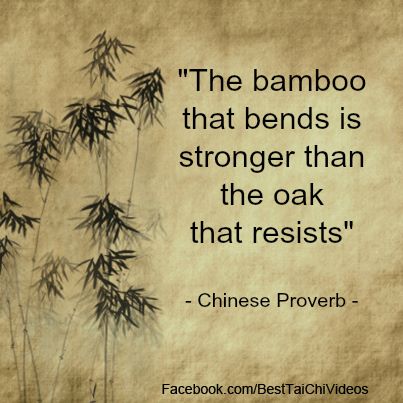 "The bamboo
that bends is
stronger than
the oak
that resists"
- Chinese Proverb -
Facebook.com/BestTaiChiVideos